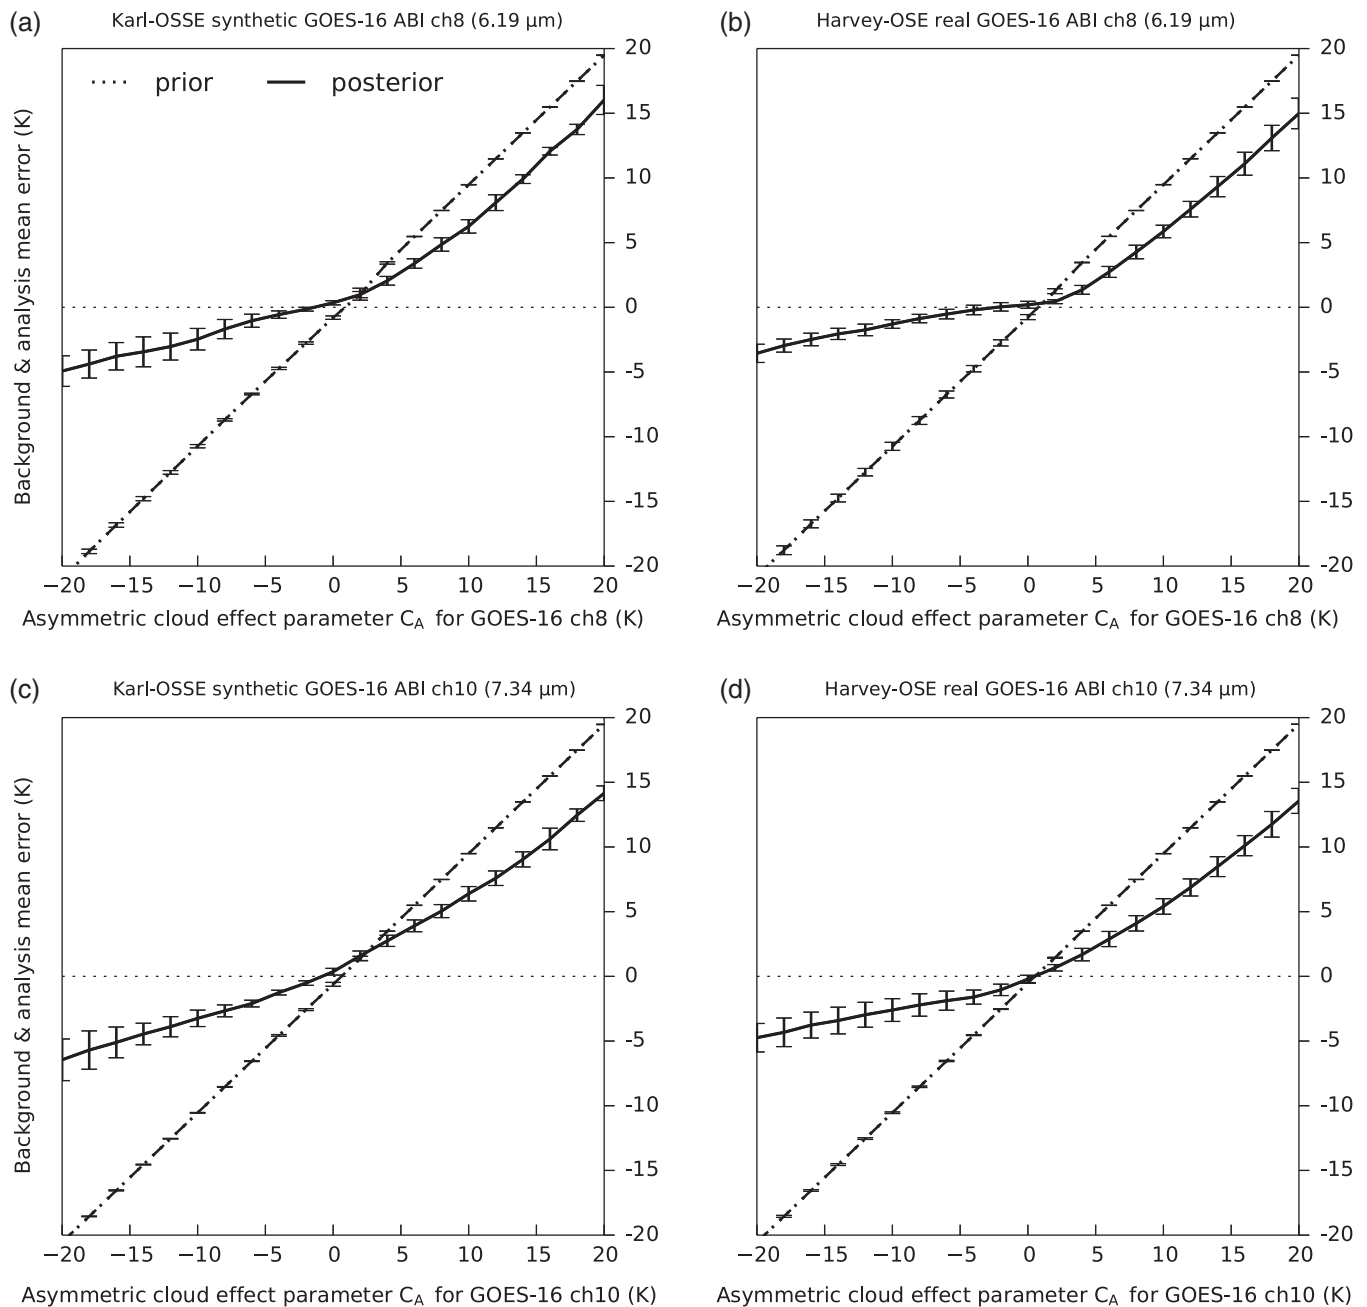 (a) Karl-OSSE synthetic GOES-16 ABI ch8 (6.19 μm)
prior posterior
Background & analysis mean error (K)
20
15
10
5
0
-5
-10
-15
-20
−20 −15 −10 −5 0 5 10 15 20
Asymmetric cloud effect parameter C_A for GOES-16 ch8 (K)
(b) Harvey-OSE real GOES-16 ABI ch8 (6.19 μm)
20
15
10
5
0
-5
-10
-15
-20
−20 −15 −10 −5 0 5 10 15 20
Asymmetric cloud effect parameter C_A for GOES-16 ch8 (K)
(c) Karl-OSSE synthetic GOES-16 ABI ch10 (7.34 μm)
Background & analysis mean error (K)
20
15
10
5
0
-5
-10
-15
-20
−20 −15 −10 −5 0 5 10 15 20
Asymmetric cloud effect parameter C_A for GOES-16 ch10 (K)
(d) Harvey-OSE real GOES-16 ABI ch10 (7.34 μm)
20
15
10
5
0
-5
-10
-15
-20
−20 −15 −10 −5 0 5 10 15 20
Asymmetric cloud effect parameter C_A for GOES-16 ch10 (K)